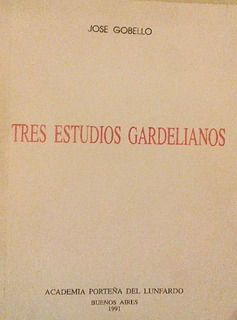 JOSE GOBELLO
TRES ESTUDIOS GARDELIANOS
ACADEMIA PORTEÑA DEL LUNFARDO
BUENOS AIRES
1991